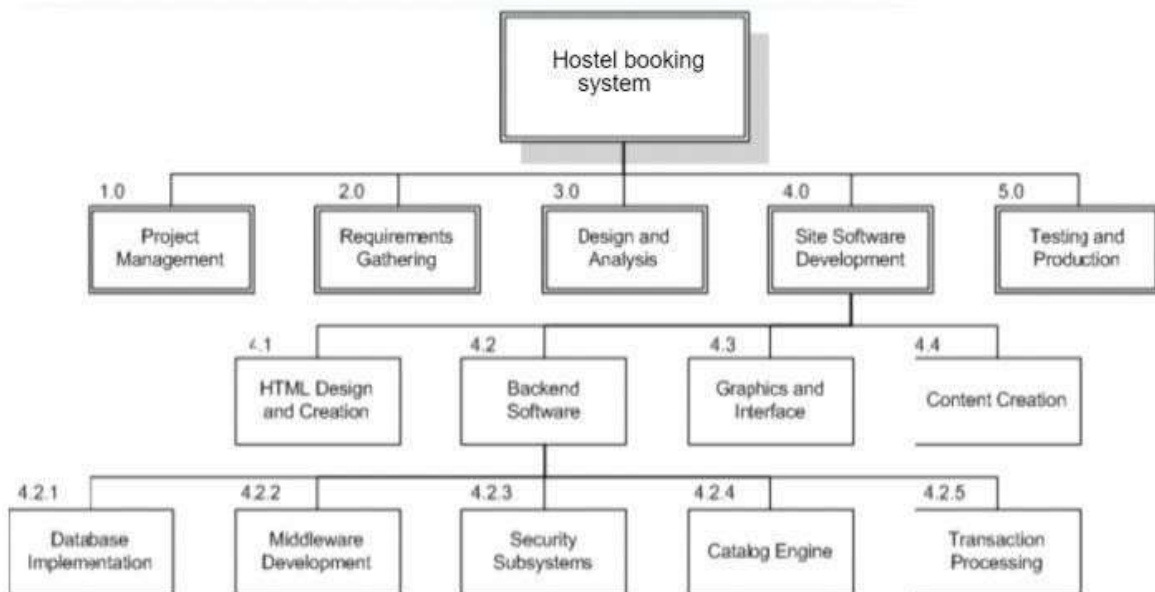 Hostel booking
system
1.0
2.0
3.0
4.0
5.0
Project
Management
Requirements
Gathering
Design and
Analysis
Site Software
Development
Testing and
Production
4.1
4.2
4.3
4.4
HTML Design
and Creation
Backend
Software
Graphics and
Interface
Content Creation
4.2.1
4.2.2
4.2.3
4.2.4
4.2.5
Database
Implementation
Middleware
Development
Security
Subsystems
Catalog Engine
Transaction
Processing